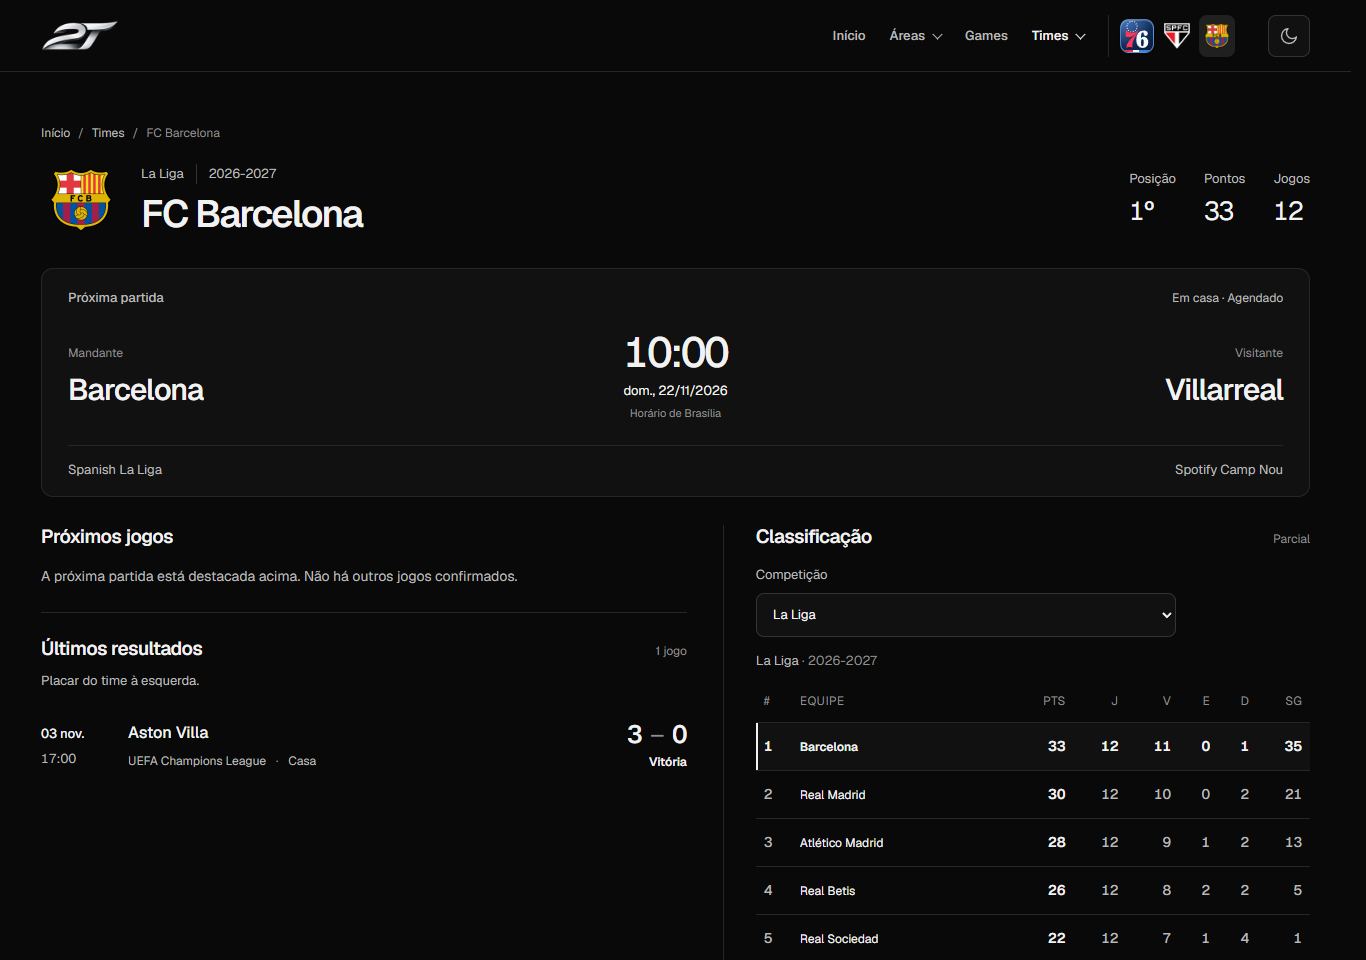 2T
Início
Áreas
Games
Times
76
SPFC
Início / Times / FC Barcelona
FCB
La Liga
2026-2027
FC Barcelona
Posição
Pontos
Jogos
1º
33
12
Próxima partida
Em casa · Agendado
Mandante
Barcelona
10:00
dom., 22/11/2026
Horário de Brasília
Visitante
Villarreal
Spanish La Liga
Spotify Camp Nou
Próximos jogos
A próxima partida está destacada acima. Não há outros jogos confirmados.
Últimos resultados
1 jogo
Placar do time à esquerda.
03 nov.
17:00
Aston Villa
UEFA Champions League · Casa
3 – 0
Vitória
Classificação
Parcial
Competição
La Liga
La Liga · 2026-2027
# EQUIPE PTS J V E D SG
1 Barcelona 33 12 11 0 1 35
2 Real Madrid 30 12 10 0 2 21
3 Atlético Madrid 28 12 9 1 2 13
4 Real Betis 26 12 8 2 2 5
5 Real Sociedad 22 12 7 1 4 1